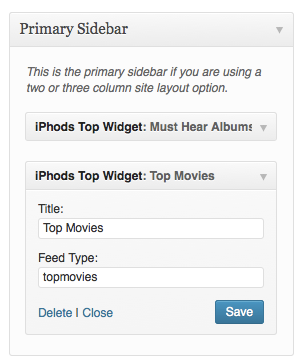 Primary Sidebar
This is the primary sidebar if you are using a
two or three column site layout option.
iPhods Top Widget: Must Hear Albums
iPhods Top Widget: Top Movies
Title:
Top Movies
Feed Type:
topmovies
Delete | Close
Save